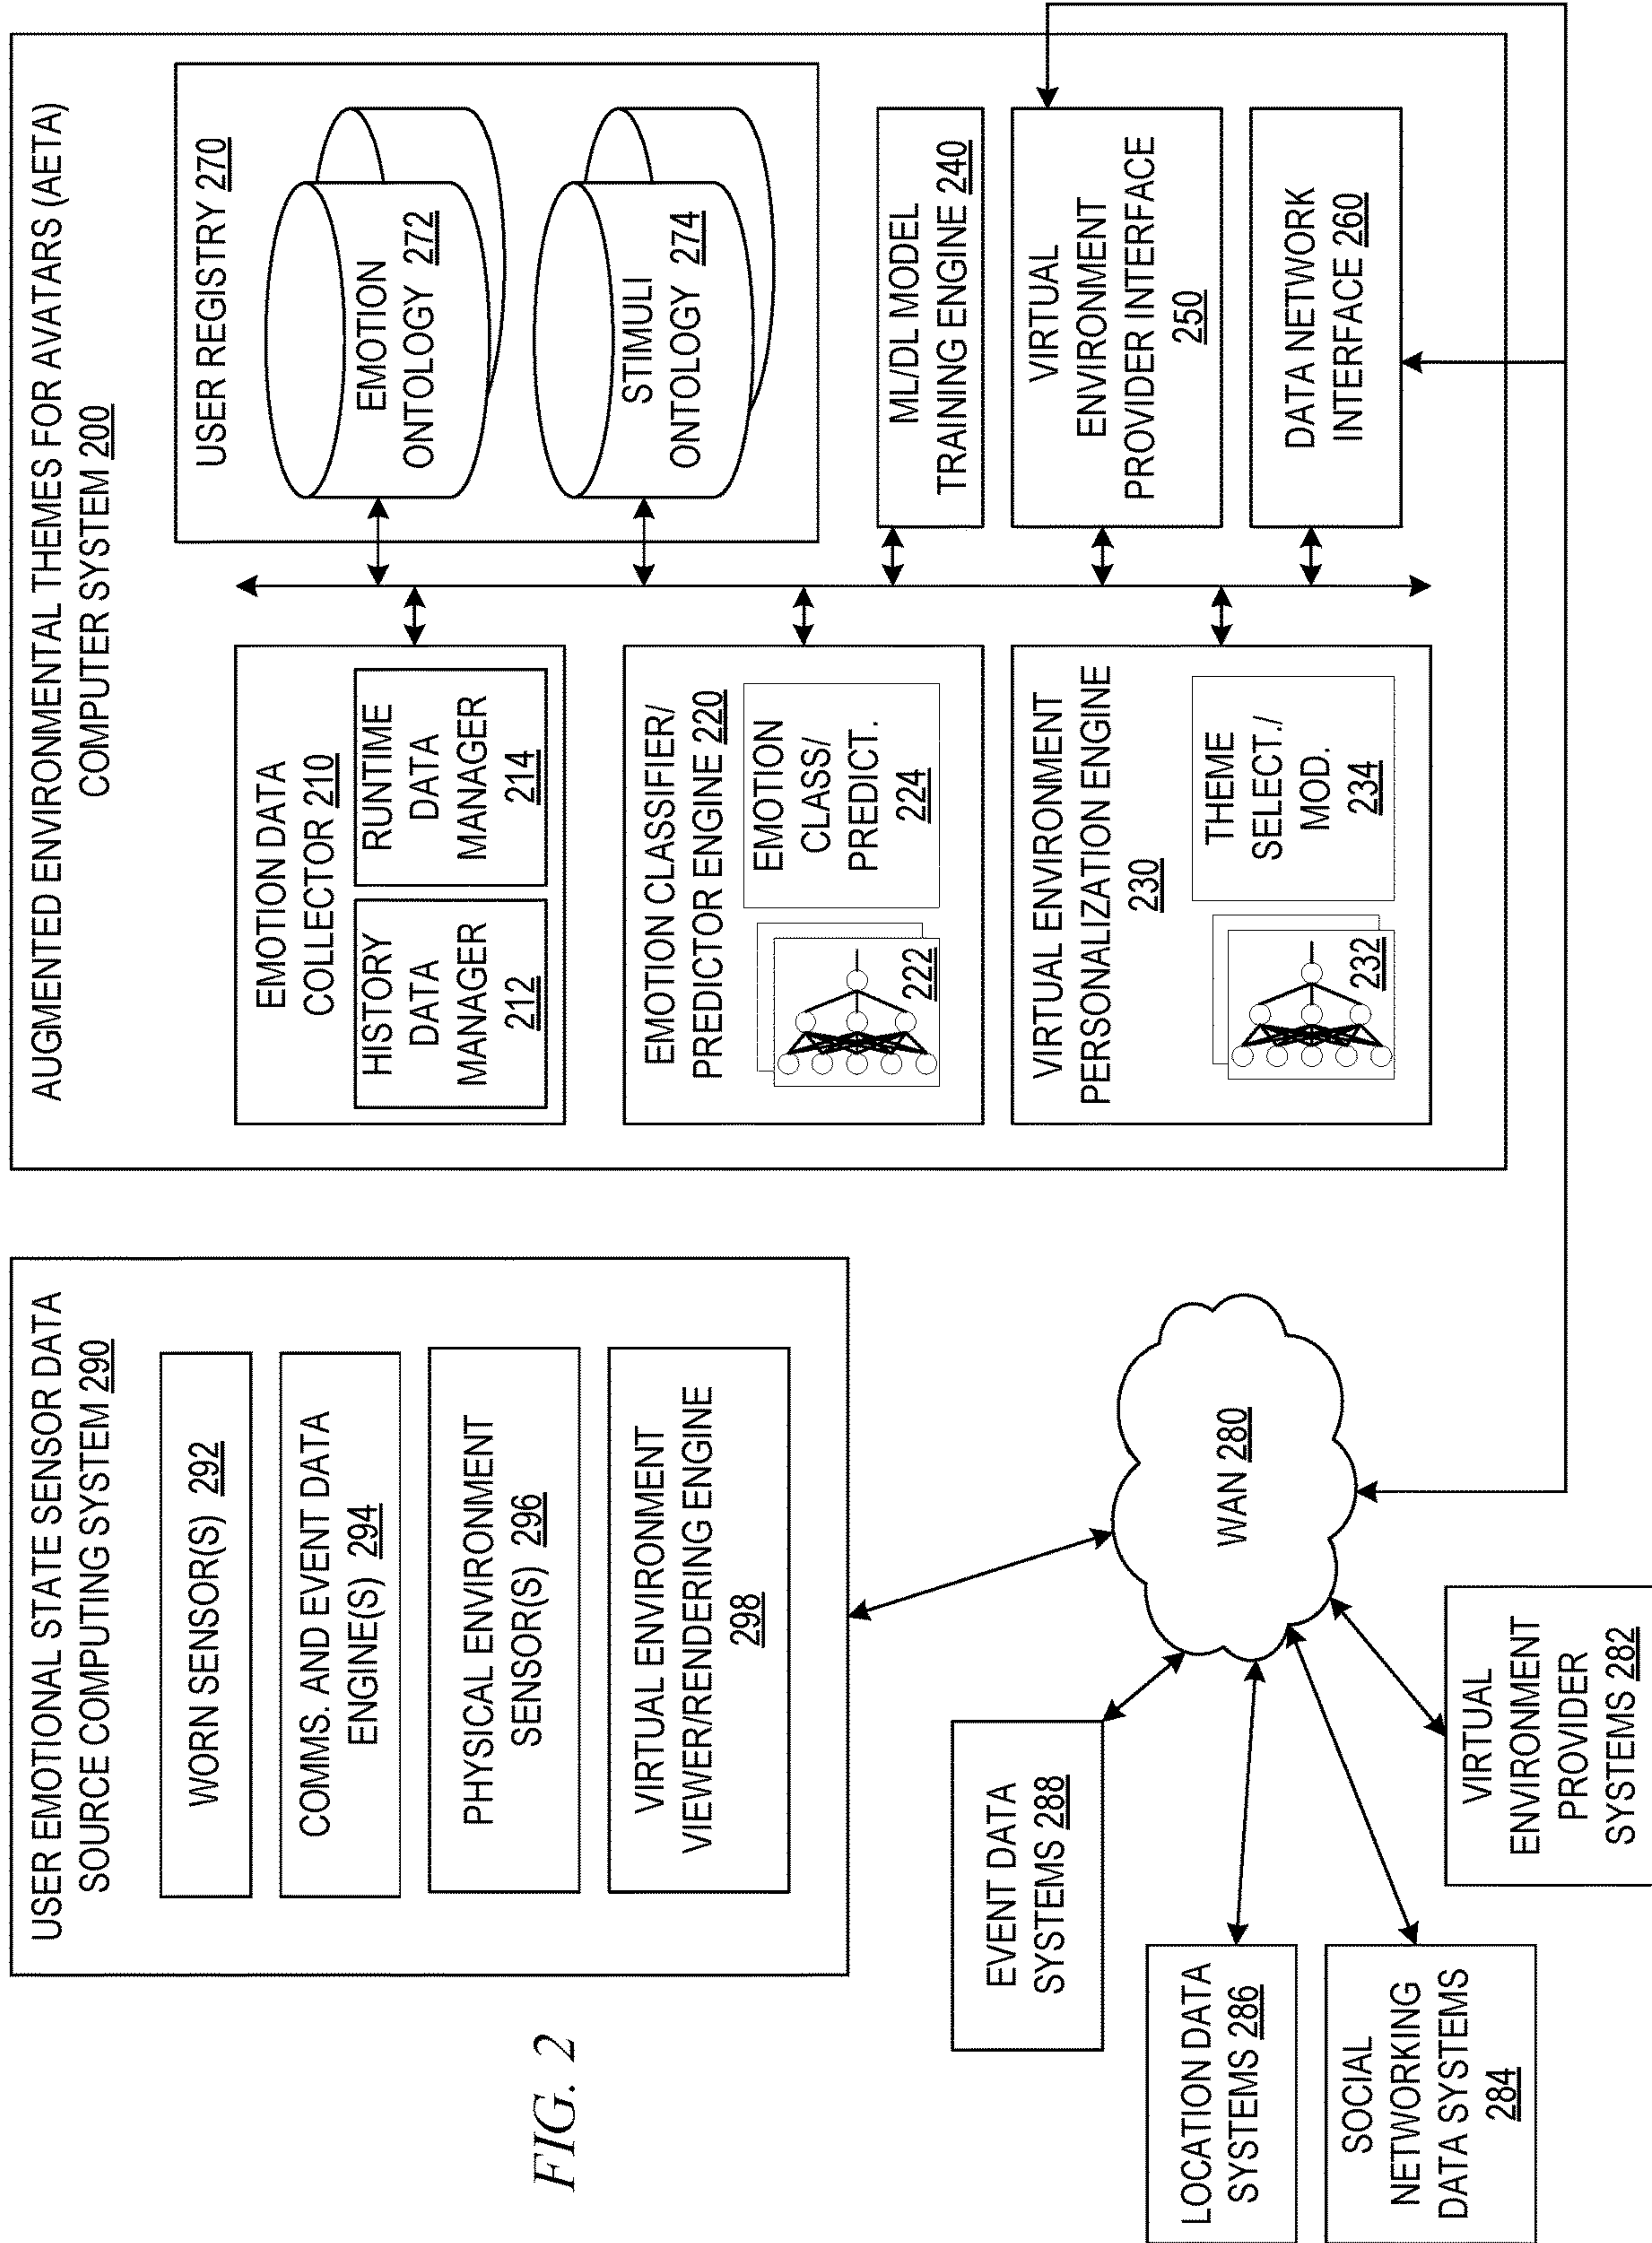 AUGMENTED ENVIRONMENTAL THEMES FOR AVATARS (AETA)
COMPUTER SYSTEM 200
EMOTION DATA
COLLECTOR 210
HISTORY
DATA
MANAGER
212
RUNTIME
DATA
MANAGER
214
EMOTION CLASSIFIER/
PREDICTOR ENGINE 220
222
EMOTION
CLASS/
PREDICT.
224
VIRTUAL ENVIRONMENT
PERSONALIZATION ENGINE
230
232
THEME
SELECT./
MOD.
234
USER REGISTRY 270
EMOTION
ONTOLOGY 272
STIMULI
ONTOLOGY 274
ML/DL MODEL
TRAINING ENGINE 240
VIRTUAL
ENVIRONMENT
PROVIDER INTERFACE
250
DATA NETWORK
INTERFACE 260
USER EMOTIONAL STATE SENSOR DATA
SOURCE COMPUTING SYSTEM 290
WORN SENSOR(S) 292
COMMS. AND EVENT DATA
ENGINE(S) 294
PHYSICAL ENVIRONMENT
SENSOR(S) 296
VIRTUAL ENVIRONMENT
VIEWER/RENDERING ENGINE
298
WAN 280
EVENT DATA
SYSTEMS 288
LOCATION DATA
SYSTEMS 286
SOCIAL
NETWORKING
DATA SYSTEMS
284
VIRTUAL
ENVIRONMENT
PROVIDER
SYSTEMS 282
FIG. 2